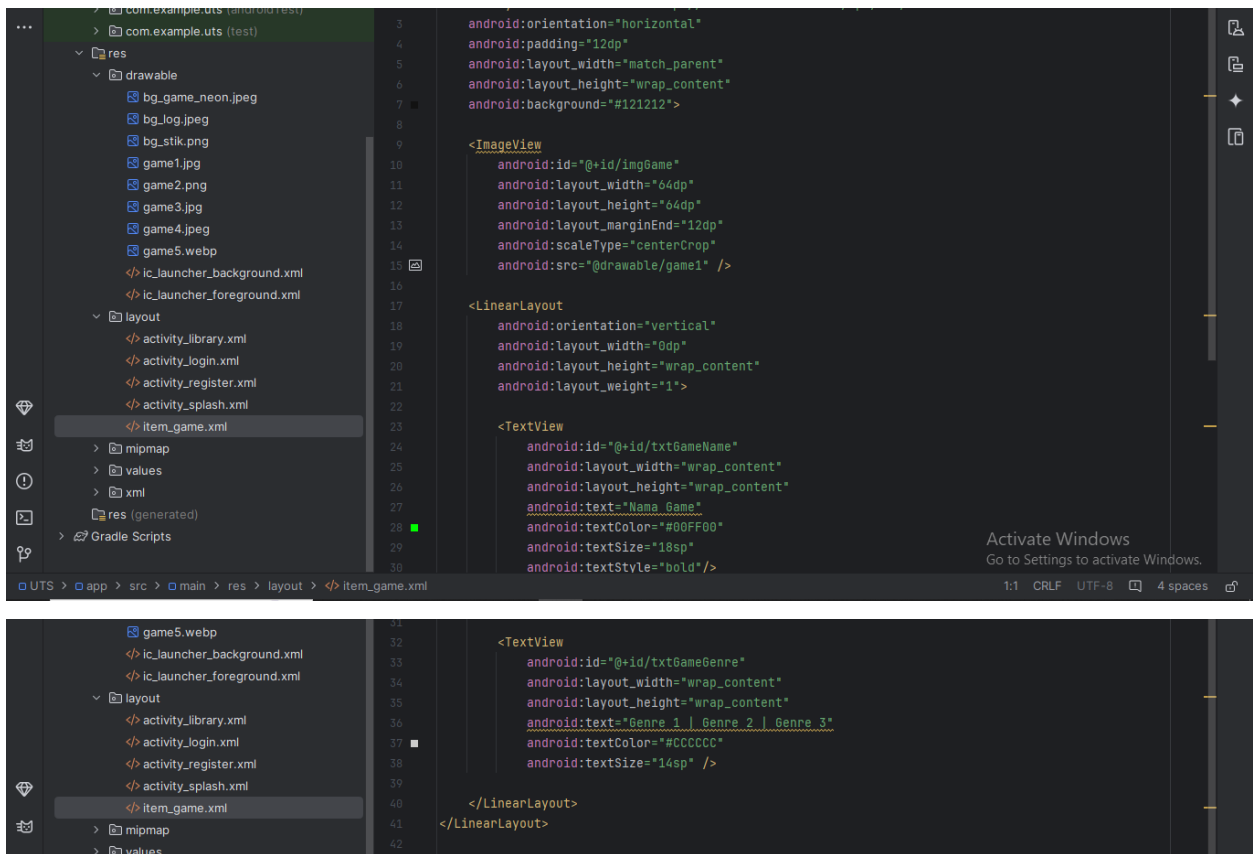 com.example.uts (androidTest)
com.example.uts (test)
res
drawable
bg_game_neon.jpeg
bg_log.jpeg
bg_stik.png
game1.jpg
game2.png
game3.jpg
game4.jpeg
game5.webp
ic_launcher_background.xml
ic_launcher_foreground.xml
layout
activity_library.xml
activity_login.xml
activity_register.xml
activity_splash.xml
item_game.xml
mipmap
values
xml
res (generated)
Gradle Scripts
3 android:orientation="horizontal"
4 android:padding="12dp"
5 android:layout_width="match_parent"
6 android:layout_height="wrap_content"
7 android:background="#121212">
8
9 <ImageView
10 android:id="@+id/imgGame"
11 android:layout_width="64dp"
12 android:layout_height="64dp"
13 android:layout_marginEnd="12dp"
14 android:scaleType="centerCrop"
15 android:src="@drawable/game1" />
16
17 <LinearLayout
18 android:orientation="vertical"
19 android:layout_width="0dp"
20 android:layout_height="wrap_content"
21 android:layout_weight="1">
22
23 <TextView
24 android:id="@+id/txtGameName"
25 android:layout_width="wrap_content"
26 android:layout_height="wrap_content"
27 android:text="Nama Game"
28 android:textColor="#00FF00"
29 android:textSize="18sp"
30 android:textStyle="bold"/>
Activate Windows
Go to Settings to activate Windows.
UTS > app > src > main > res > layout > item_game.xml
1:1 CRLF UTF-8 4 spaces
game5.webp
ic_launcher_background.xml
ic_launcher_foreground.xml
layout
activity_library.xml
activity_login.xml
activity_register.xml
activity_splash.xml
item_game.xml
mipmap
values
31
32 <TextView
33 android:id="@+id/txtGameGenre"
34 android:layout_width="wrap_content"
35 android:layout_height="wrap_content"
36 android:text="Genre 1 | Genre 2 | Genre 3"
37 android:textColor="#CCCCCC"
38 android:textSize="14sp" />
39
40 </LinearLayout>
41 </LinearLayout>
42